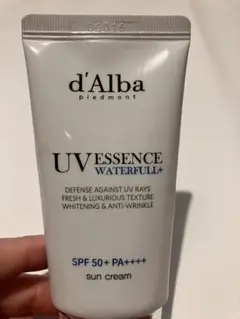 d'Alba
piedmont
UV ESSENCE
WATERFULL+
DEFENSE AGAINST UV RAYS
FRESH & LUXURIOUS TEXTURE
WHITENING & ANTI-WRINKLE
SPF 50+ PA++++
sun cream